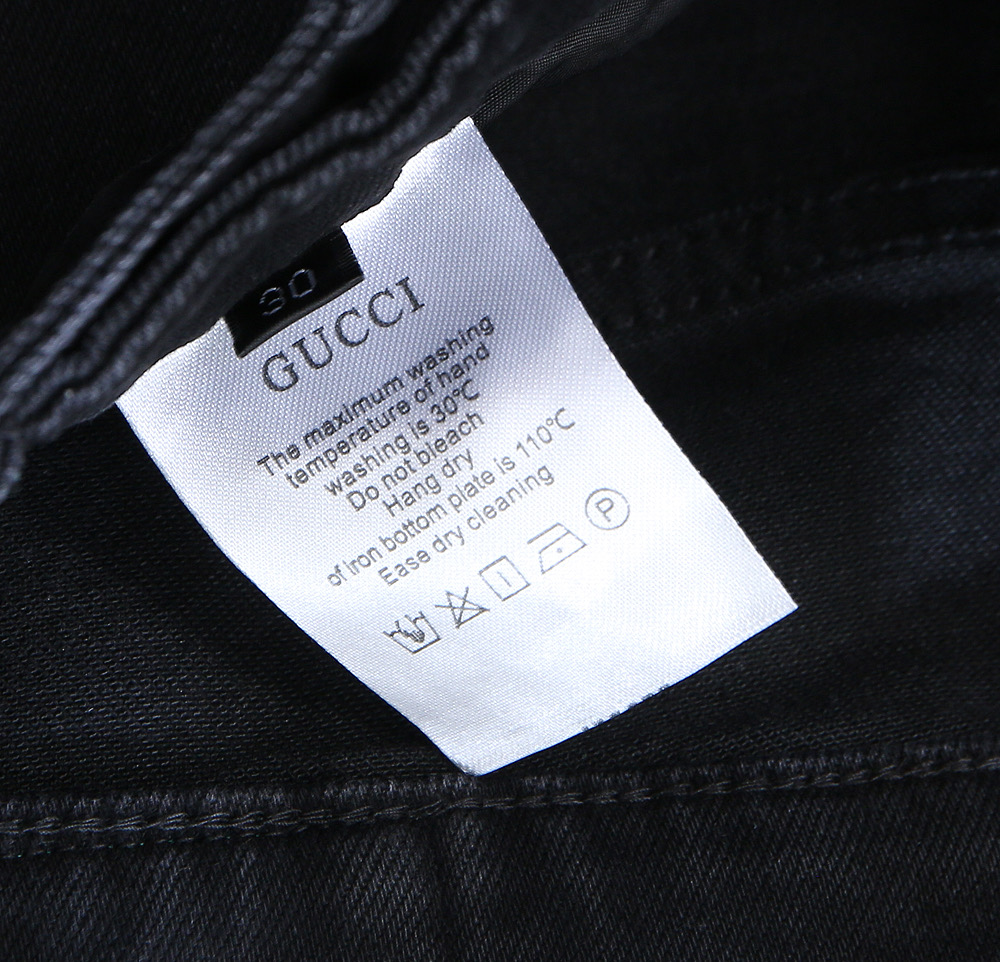 30
GUCCI
The maximum washing
temperature of hand
washing is 30℃
Do not bleach
Hang dry
of iron bottom plate is 110℃
Ease dry cleaning
P